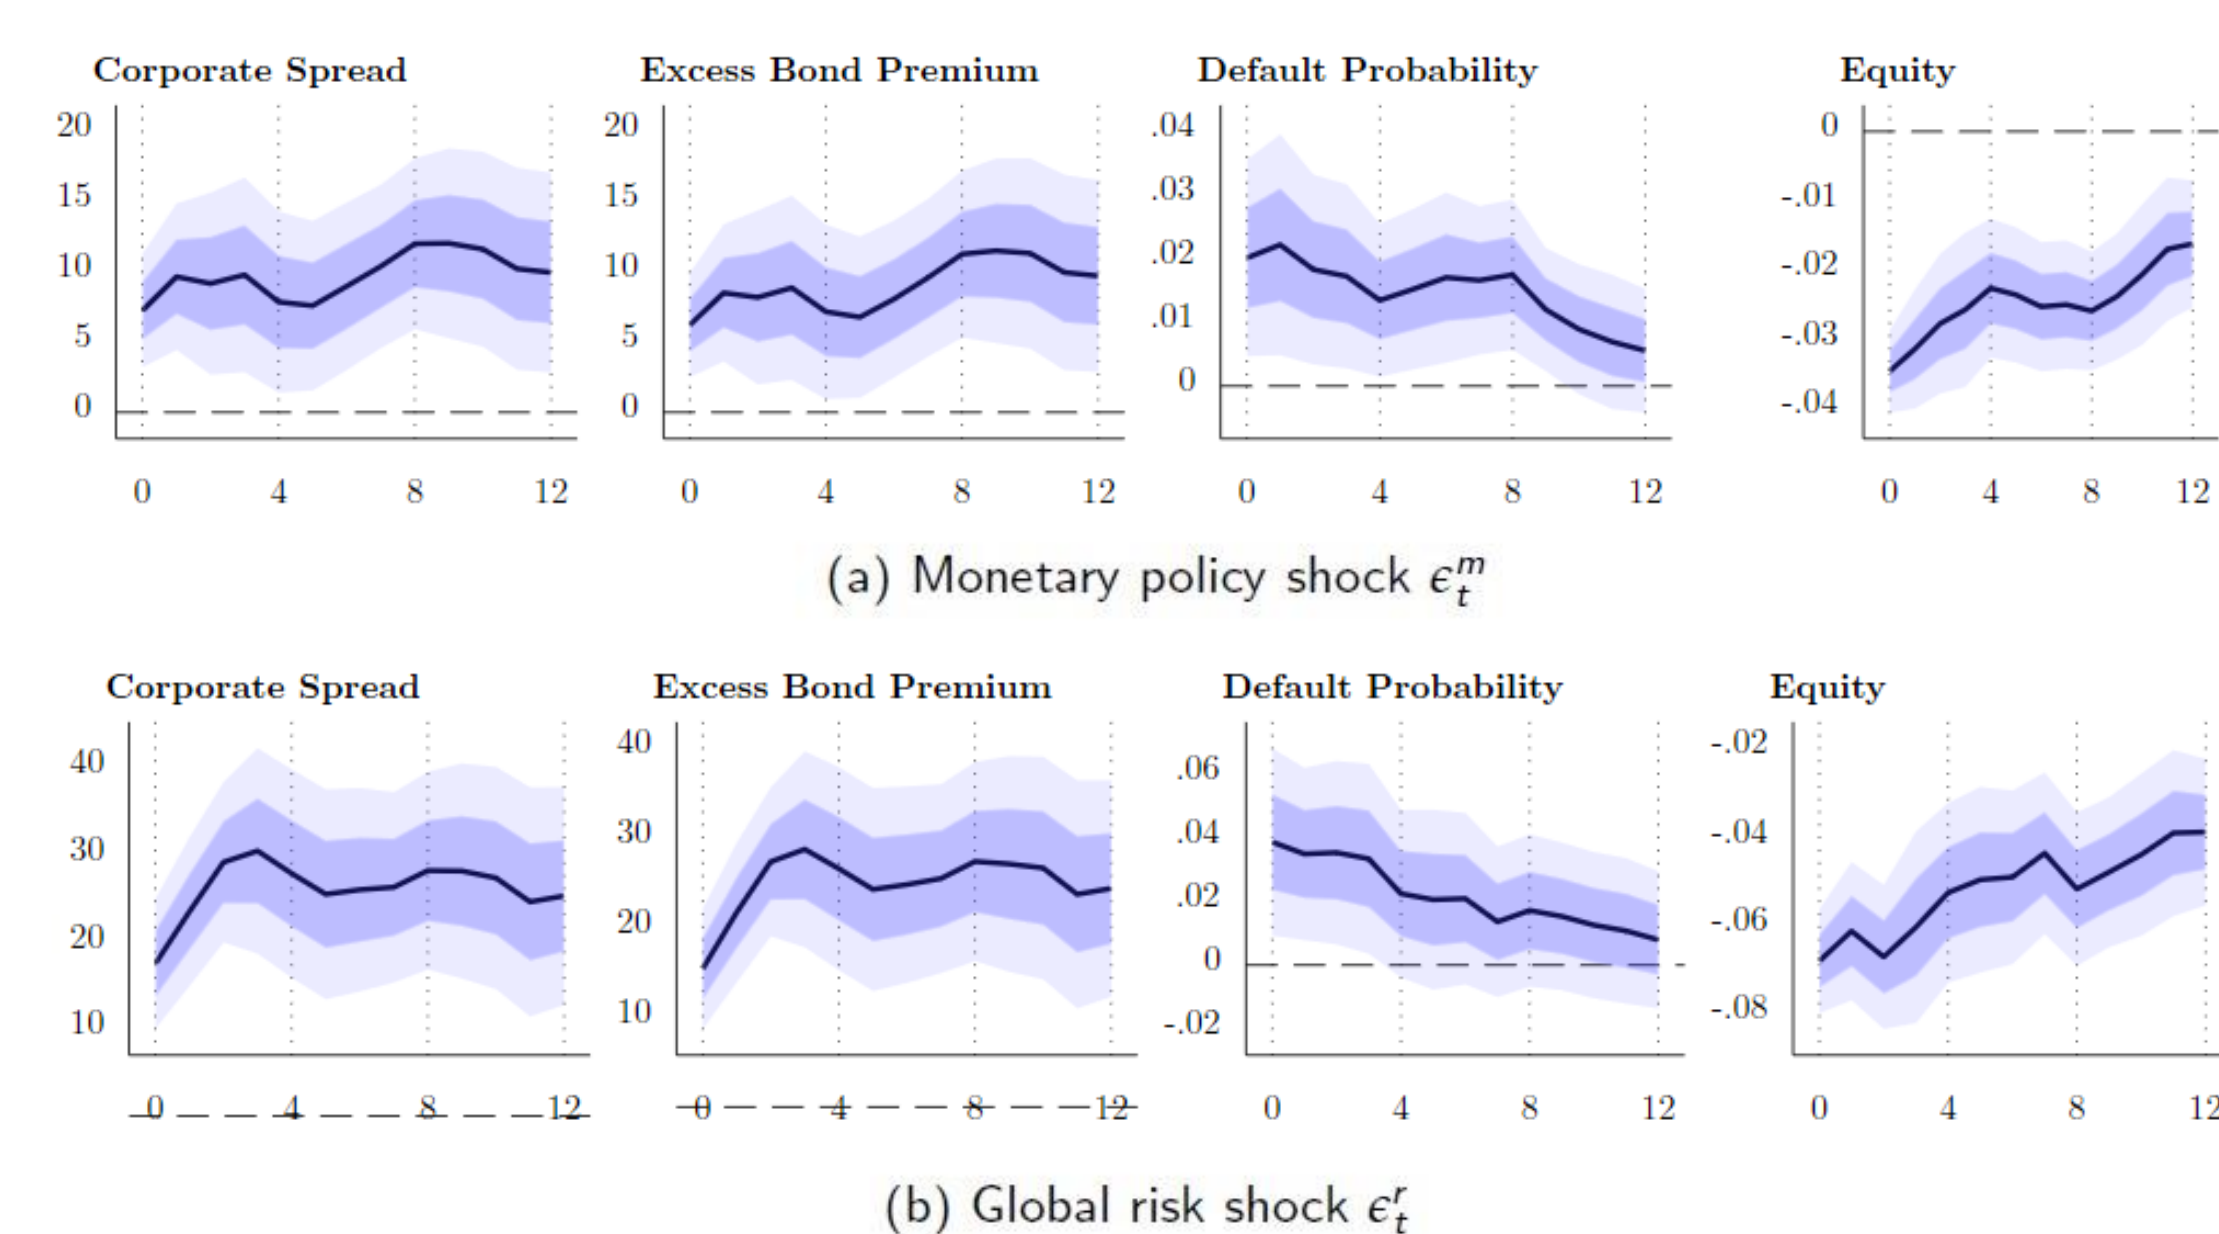 Corporate Spread Excess Bond Premium Default Probability Equity
20 20 .04 0
15 15 .03 -.01
10 10 .02 -.02
5 5 .01 -.03
0 0 0 -.04
0 4 8 12 0 4 8 12 0 4 8 12 0 4 8 12
(a) Monetary policy shock ϵₜᵐ
Corporate Spread Excess Bond Premium Default Probability Equity
40 40 .06 -.02
30 30 .04 -.04
20 20 .02 -.06
10 10 0 -.08
-.02
0 4 8 12 0 4 8 12 0 4 8 12 0 4 8 12
(b) Global risk shock ϵₜʳ